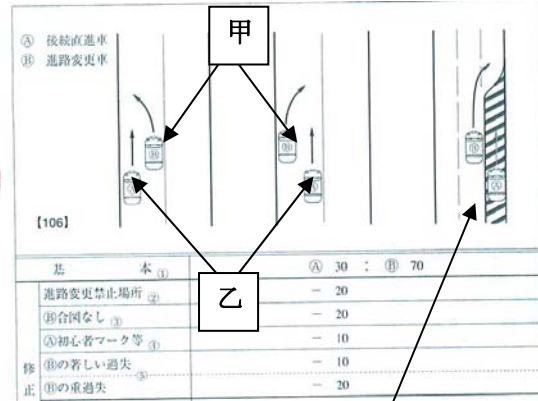 甲
Ⓐ 後続直進車
Ⓑ 進路変更車
Ⓑ
Ⓑ
Ⓑ
Ⓐ
Ⓐ
Ⓐ
【106】
乙
基 本 ① Ⓐ 30 : Ⓑ 70
修正
進路変更禁止場所 ② − 20
Ⓑ合図なし ③ − 20
Ⓐ初心者マーク等 ④ − 10
Ⓑの著しい過失 − 10
⑤
Ⓑの重過失 − 20